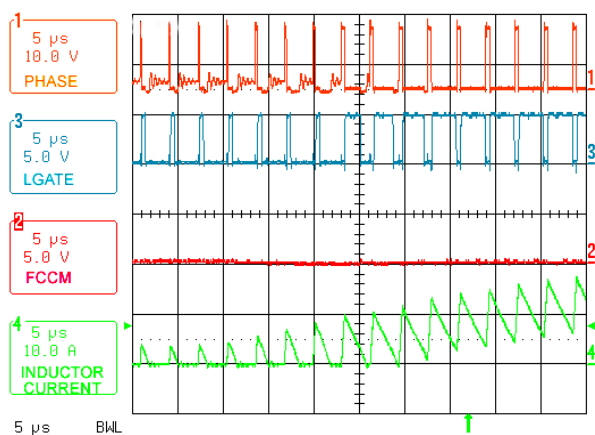 1
5 µs
10.0 V
PHASE
1
3
5 µs
5.0 V
LGATE
3
2
5 µs
5.0 V
FCCM
2
4
5 µs
10.0 A
INDUCTOR
CURRENT
4
5 µs BWL